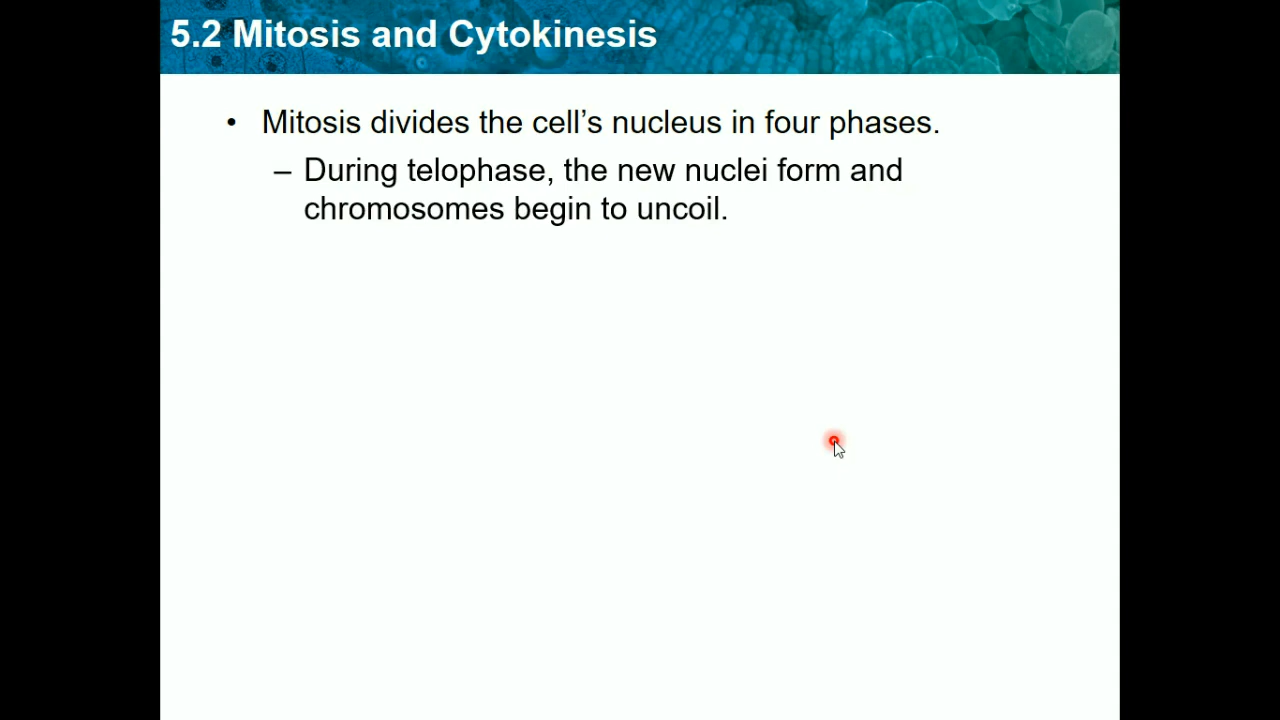 5.2 Mitosis and Cytokinesis
• Mitosis divides the cell’s nucleus in four phases.
– During telophase, the new nuclei form and
chromosomes begin to uncoil.